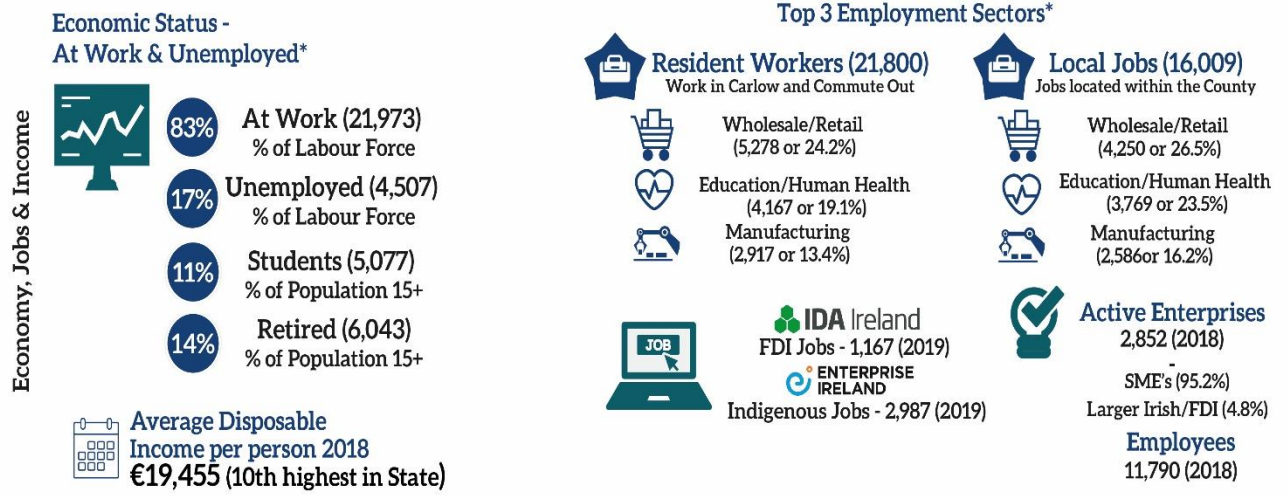 Economy, Jobs & Income
Economic Status -
At Work & Unemployed*
83%
At Work (21,973)
% of Labour Force
17%
Unemployed (4,507)
% of Labour Force
11%
Students (5,077)
% of Population 15+
14%
Retired (6,043)
% of Population 15+
Average Disposable
Income per person 2018
€19,455 (10th highest in State)
Top 3 Employment Sectors*
Resident Workers (21,800)
Work in Carlow and Commute Out
Wholesale/Retail
(5,278 or 24.2%)
Education/Human Health
(4,167 or 19.1%)
Manufacturing
(2,917 or 13.4%)
Local Jobs (16,009)
Jobs located within the County
Wholesale/Retail
(4,250 or 26.5%)
Education/Human Health
(3,769 or 23.5%)
Manufacturing
(2,586or 16.2%)
JOB
IDA Ireland
FDI Jobs - 1,167 (2019)
ENTERPRISE
IRELAND
Indigenous Jobs - 2,987 (2019)
Active Enterprises
2,852 (2018)
-
SME's (95.2%)
Larger Irish/FDI (4.8%)
Employees
11,790 (2018)